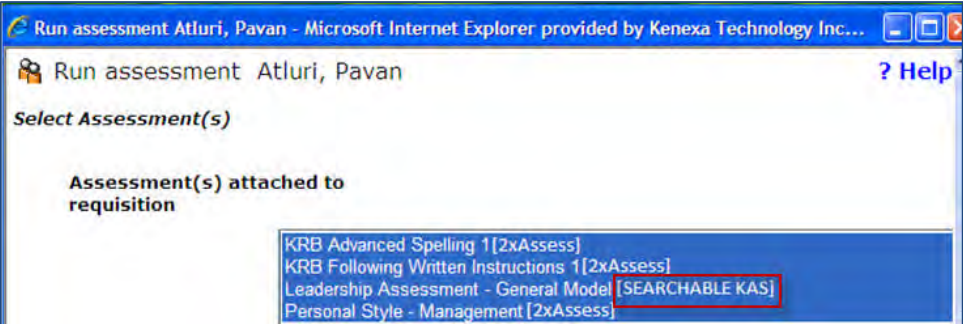 Run assessment Atluri, Pavan - Microsoft Internet Explorer provided by Kenexa Technology Inc...
Run assessment Atluri, Pavan ? Help
Select Assessment(s)
Assessment(s) attached to
requisition
KRB Advanced Spelling 1[2xAssess]
KRB Following Written Instructions 1[2xAssess]
Leadership Assessment - General Model [SEARCHABLE KAS]
Personal Style - Management [2xAssess]